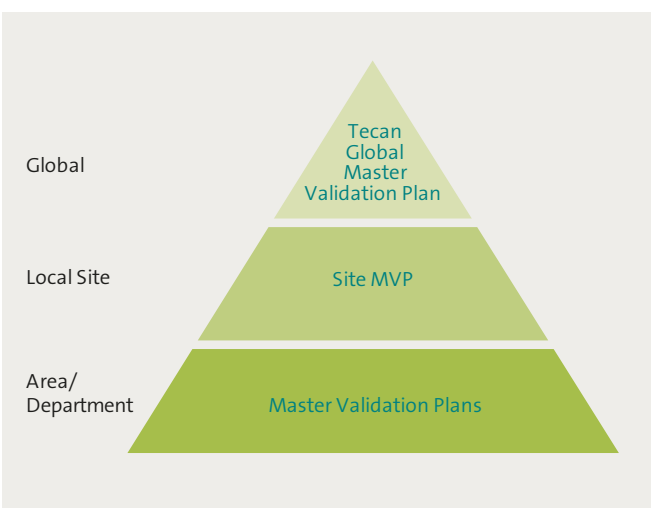 Global
Tecan
Global
Master
Validation Plan
Local Site
Site MVP
Area/
Department
Master Validation Plans